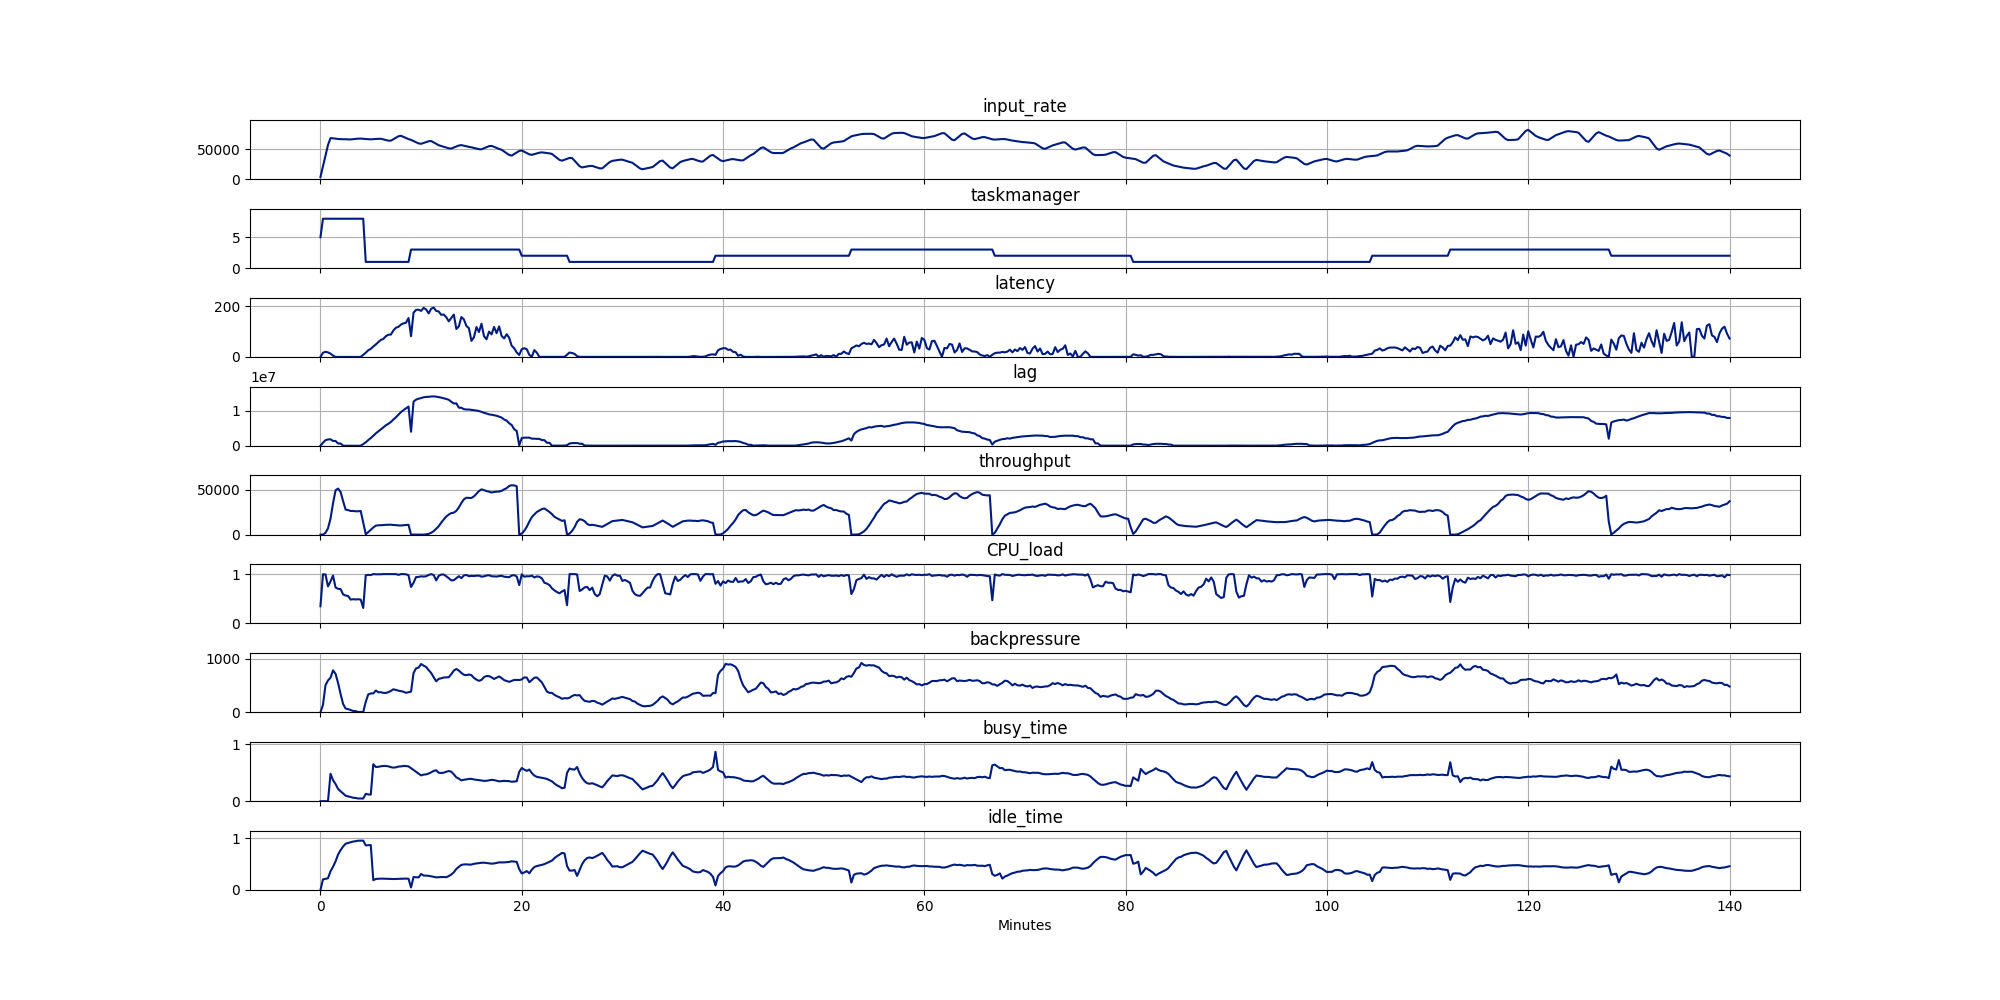 input_rate
50000
0
taskmanager
5
0
latency
200
0
1e7
lag
1
0
throughput
50000
0
CPU_load
1
0
backpressure
1000
0
busy_time
1
0
idle_time
1
0
0 20 40 60 80 100 120 140
Minutes